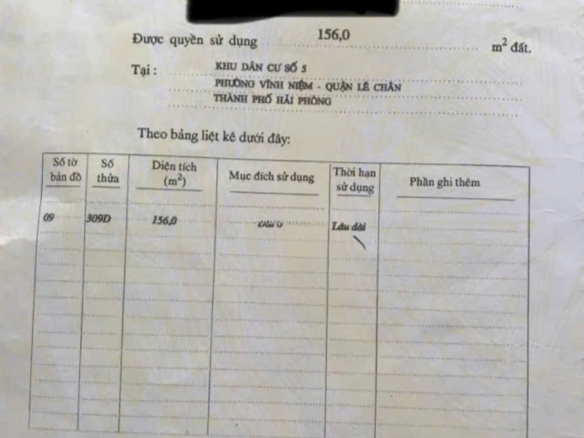 Được quyền sử dụng 156,0 m² đất.
Tại : KHU DÂN CƯ SỐ 5
PHƯỜNG VĨNH NIỆM - QUẬN LÊ CHÂN
THÀNH PHỐ HẢI PHÒNG
Theo bảng liệt kê dưới đây:
Số tờ bản đồ Số thửa Diện tích (m²) Mục đích sử dụng Thời hạn sử dụng Phần ghi thêm
09 309D 156,0 Lâu dài